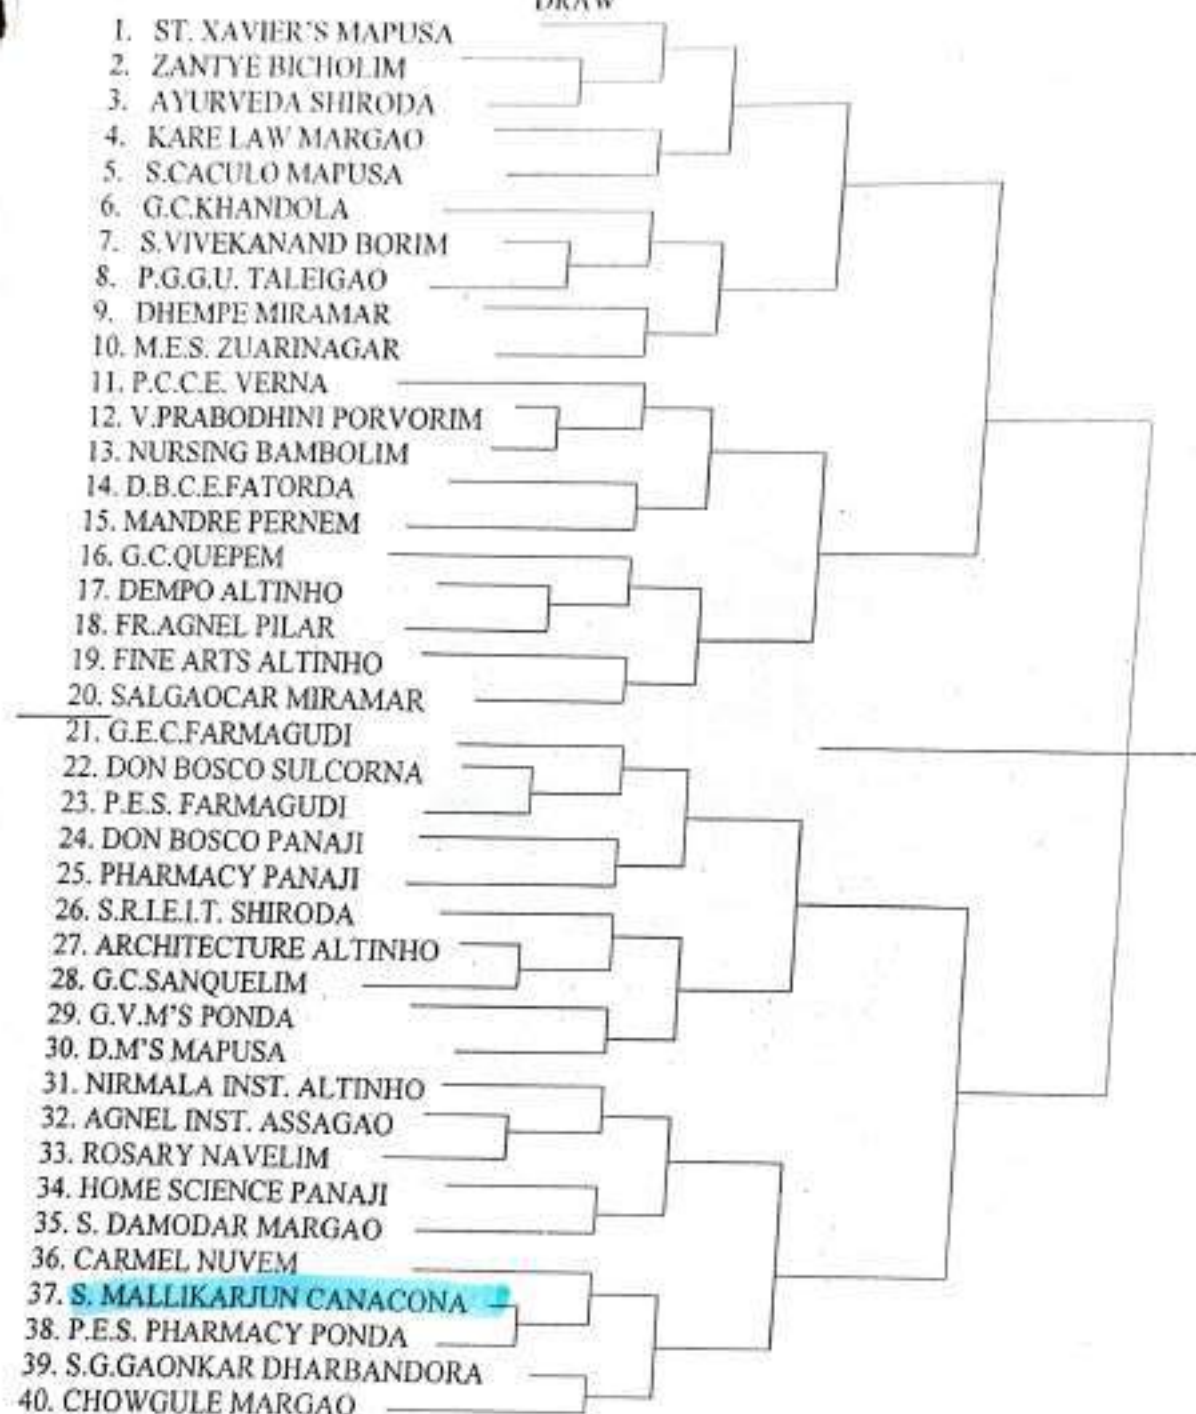 DRAW
1. ST. XAVIER'S MAPUSA
2. ZANTYE BICHOLIM
3. AYURVEDA SHIRODA
4. KARE LAW MARGAO
5. S.CACULO MAPUSA
6. G.C.KHANDOLA
7. S.VIVEKANAND BORIM
8. P.G.G.U. TALEIGAO
9. DHEMPE MIRAMAR
10. M.E.S. ZUARINAGAR
11. P.C.C.E. VERNA
12. V.PRABODHINI PORVORIM
13. NURSING BAMBOLIM
14. D.B.C.E.FATORDA
15. MANDRE PERNEM
16. G.C.QUEPEM
17. DEMPO ALTINHO
18. FR.AGNEL PILAR
19. FINE ARTS ALTINHO
20. SALGAOCAR MIRAMAR
21. G.E.C.FARMAGUDI
22. DON BOSCO SULCORNA
23. P.E.S. FARMAGUDI
24. DON BOSCO PANAJI
25. PHARMACY PANAJI
26. S.R.I.E.I.T. SHIRODA
27. ARCHITECTURE ALTINHO
28. G.C.SANQUELIM
29. G.V.M'S PONDA
30. D.M'S MAPUSA
31. NIRMALA INST. ALTINHO
32. AGNEL INST. ASSAGAO
33. ROSARY NAVELIM
34. HOME SCIENCE PANAJI
35. S. DAMODAR MARGAO
36. CARMEL NUVEM
37. S. MALLIKARJUN CANACONA
38. P.E.S. PHARMACY PONDA
39. S.G.GAONKAR DHARBANDORA
40. CHOWGULE MARGAO